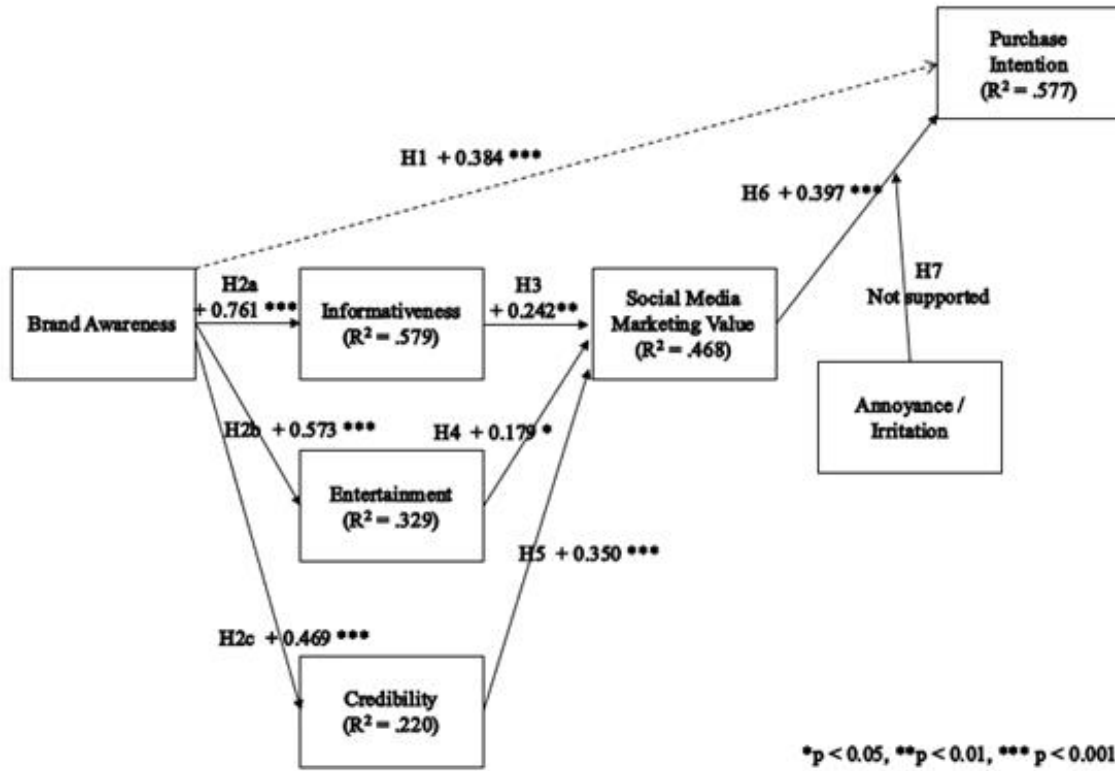 Purchase
Intention
(R² = .577)
H1 + 0.384 ***
H6 + 0.397 ***
Brand Awareness
H2a
+ 0.761 ***
Informativeness
(R² = .579)
H3
+ 0.242**
Social Media
Marketing Value
(R² = .468)
H7
Not supported
Annoyance /
Irritation
H2b + 0.573 ***
H4 + 0.179 *
Entertainment
(R² = .329)
H5 + 0.350 ***
H2c + 0.469 ***
Credibility
(R² = .220)
*p < 0.05, **p < 0.01, *** p < 0.001